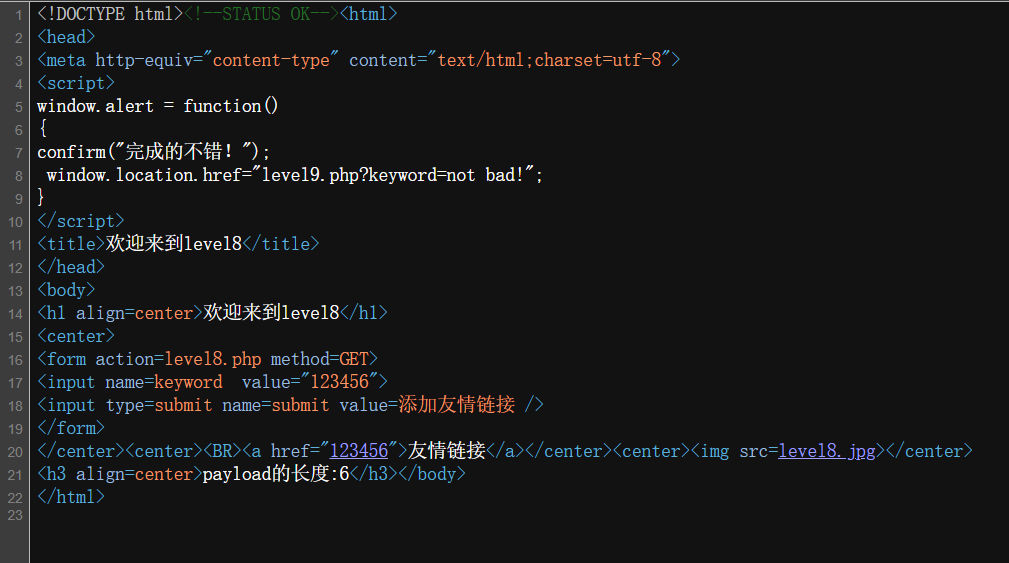 1 <!DOCTYPE html><!--STATUS OK--><html>
2 <head>
3 <meta http-equiv="content-type" content="text/html;charset=utf-8">
4 <script>
5 window.alert = function()
6 {
7 confirm("完成的不错！");
8  window.location.href="level9.php?keyword=not bad!";
9 }
10 </script>
11 <title>欢迎来到level8</title>
12 </head>
13 <body>
14 <h1 align=center>欢迎来到level8</h1>
15 <center>
16 <form action=level8.php method=GET>
17 <input name=keyword  value="123456">
18 <input type=submit name=submit value=添加友情链接 />
19 </form>
20 </center><center><BR><a href="123456">友情链接</a></center><center><img src=level8.jpg></center>
21 <h3 align=center>payload的长度:6</h3></body>
22 </html>
23